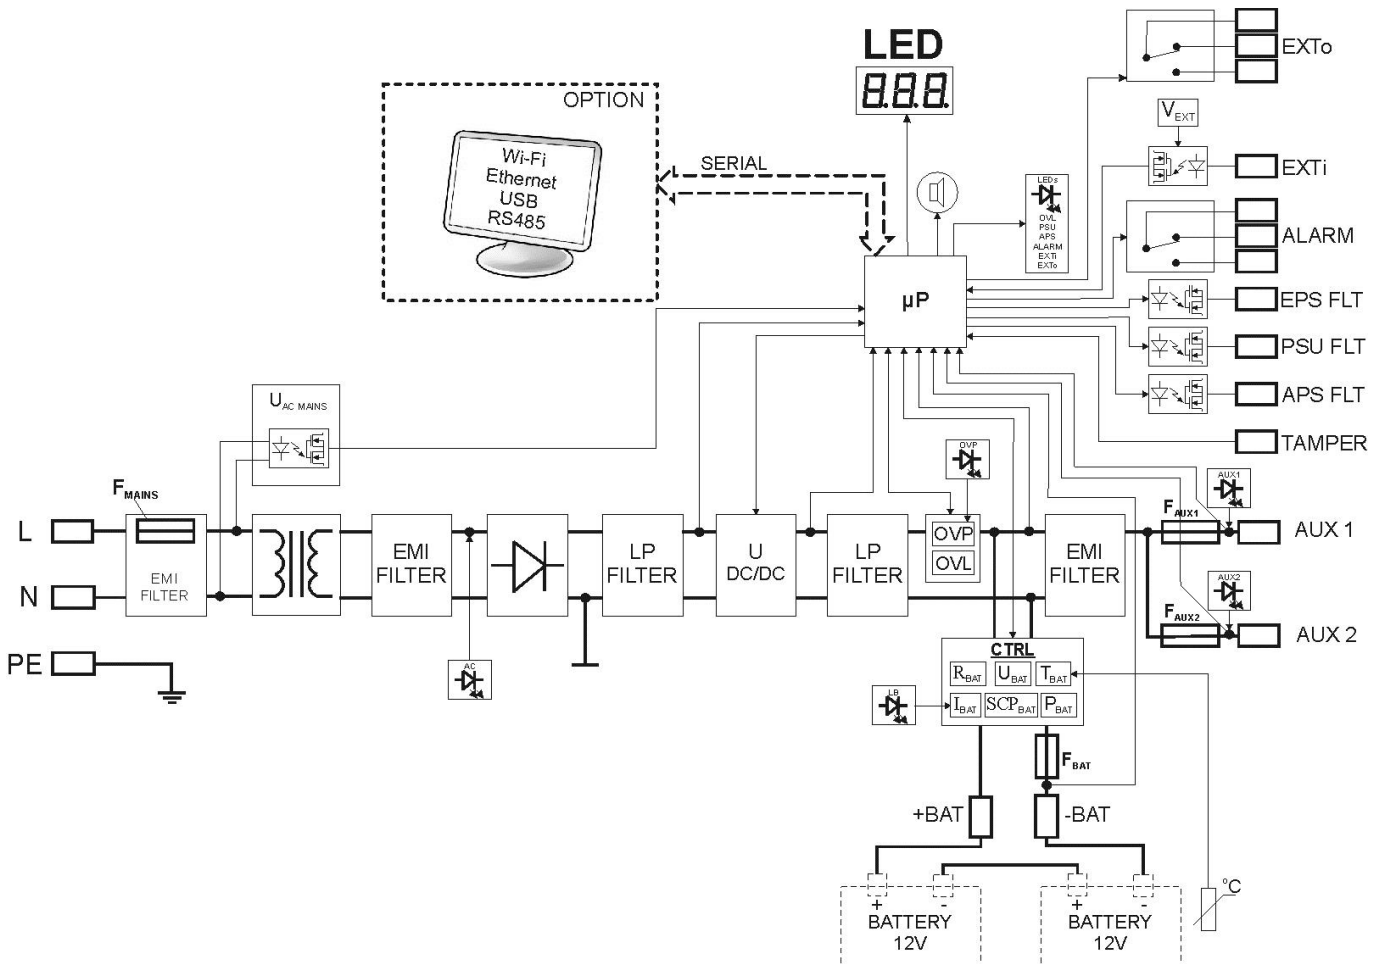 LED
8.8.8.
EXTo
OPTION
Wi-Fi
Ethernet
USB
RS485
SERIAL
VEXT
EXTi
LEDs
OVL
PSU
APS
ALARM
EXTi
EXTo
ALARM
µP
EPS FLT
PSU FLT
APS FLT
TAMPER
UAC MAINS
FMAINS
OVP
AUX1
FAUX1
L
EMI
FILTER
EMI
FILTER
LP
FILTER
U
DC/DC
LP
FILTER
OVP
OVL
EMI
FILTER
AUX 1
N
AUX2
FAUX2
AUX 2
PE
AC
CTRL
RBAT
UBAT
TBAT
LB
IBAT
SCPBAT
PBAT
FBAT
+BAT
-BAT
°C
+
-
+
-
BATTERY
12V
BATTERY
12V